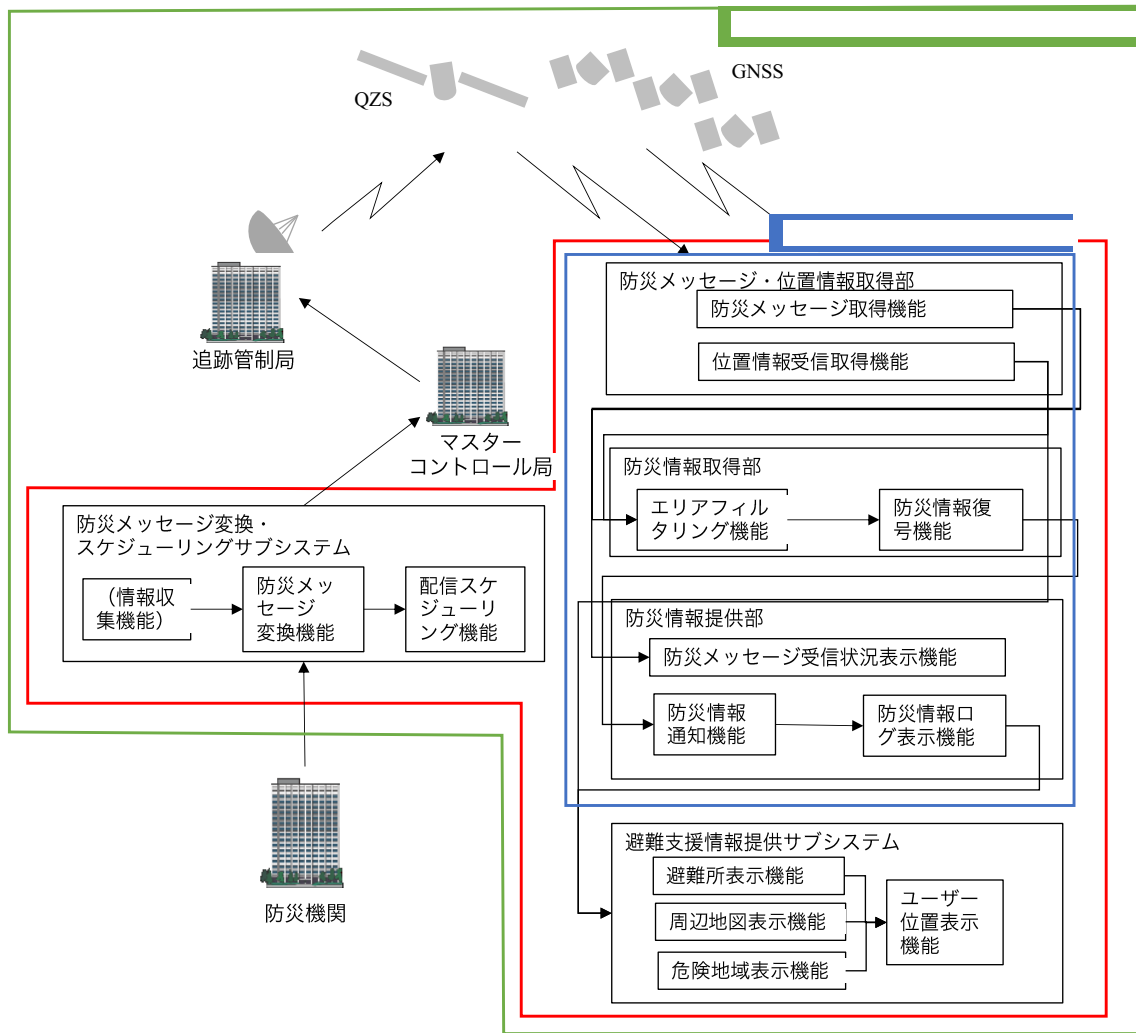 QZS
GNSS
追跡管制局
マスター
コントロール局
防災メッセージ変換・
スケジューリングサブシステム
（情報収
集機能）
防災メッ
セージ
変換機能
配信スケ
ジューリ
ング機能
防災機関
防災メッセージ・位置情報取得部
防災メッセージ取得機能
位置情報受信取得機能
防災情報取得部
エリアフィル
タリング機能
防災情報復
号機能
防災情報提供部
防災メッセージ受信状況表示機能
防災情報
通知機能
防災情報ロ
グ表示機能
避難支援情報提供サブシステム
避難所表示機能
周辺地図表示機能
危険地域表示機能
ユーザー
位置表示
機能